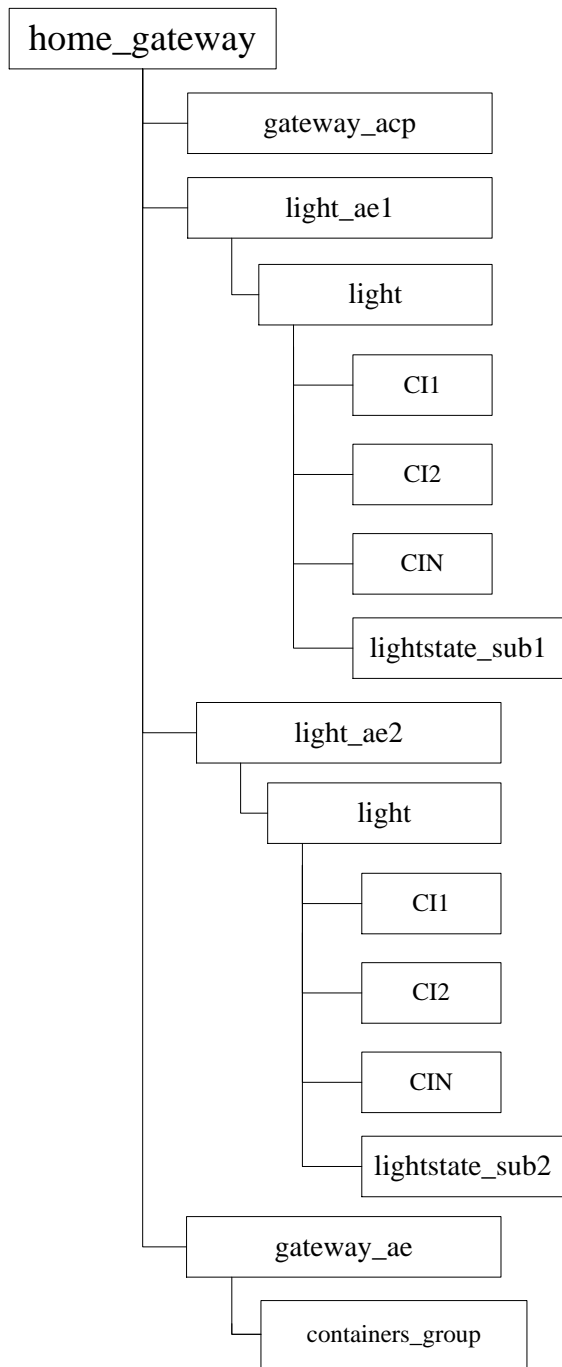 home_gateway
gateway_acp
light_ae1
light
CI1
CI2
CIN
lightstate_sub1
light_ae2
light
CI1
CI2
CIN
lightstate_sub2
gateway_ae
containers_group